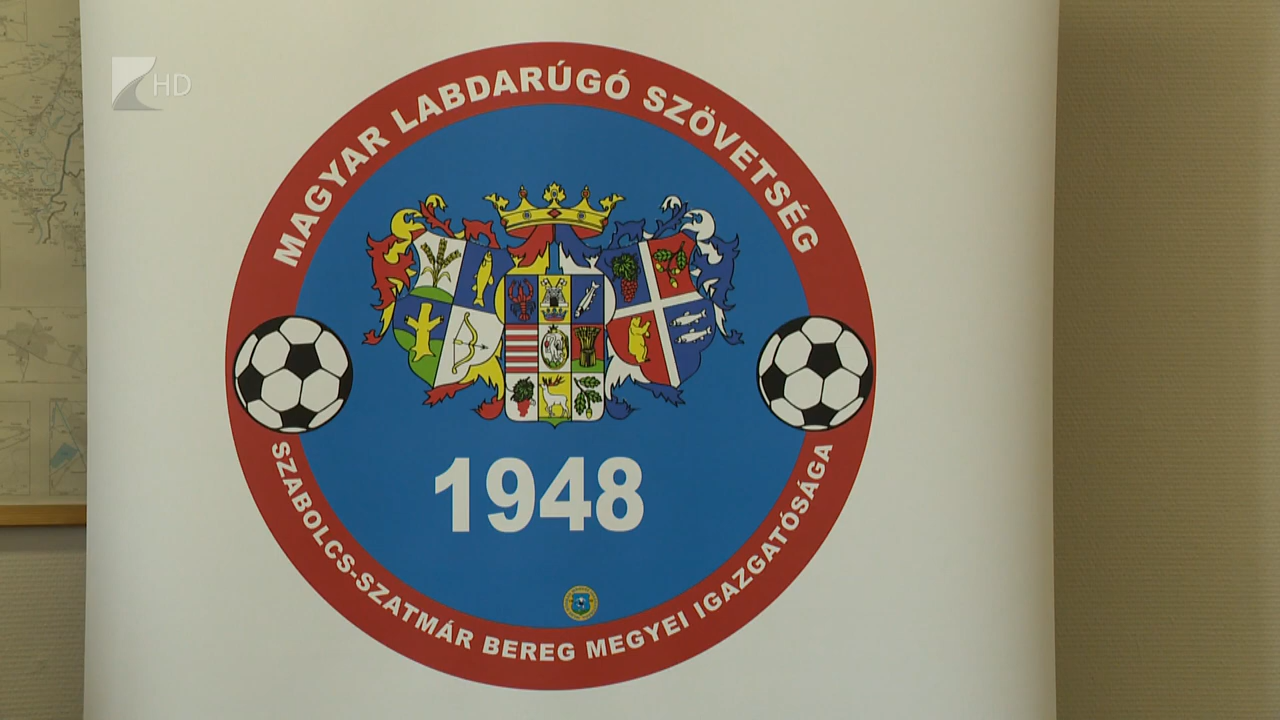 HD
MAGYAR LABDARÚGÓ SZÖVETSÉG
1948
SZABOLCS-SZATMÁR BEREG MEGYEI IGAZGATÓSÁGA